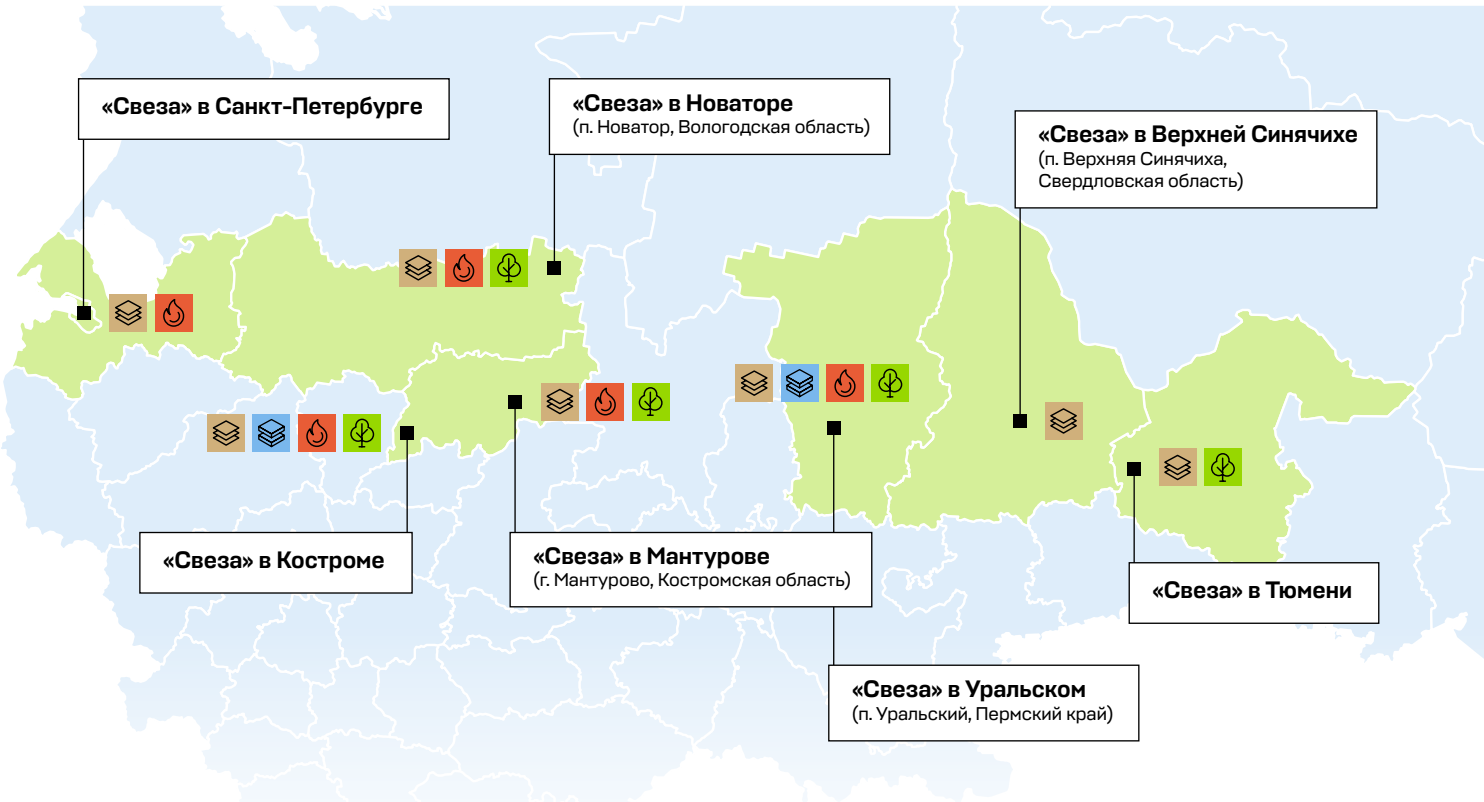 «Свеза» в Санкт-Петербурге
«Свеза» в Новаторе
(п. Новатор, Вологодская область)
«Свеза» в Верхней Синячихе
(п. Верхняя Синячиха,
Свердловская область)
«Свеза» в Костроме
«Свеза» в Мантурове
(г. Мантурово, Костромская область)
«Свеза» в Тюмени
«Свеза» в Уральском
(п. Уральский, Пермский край)